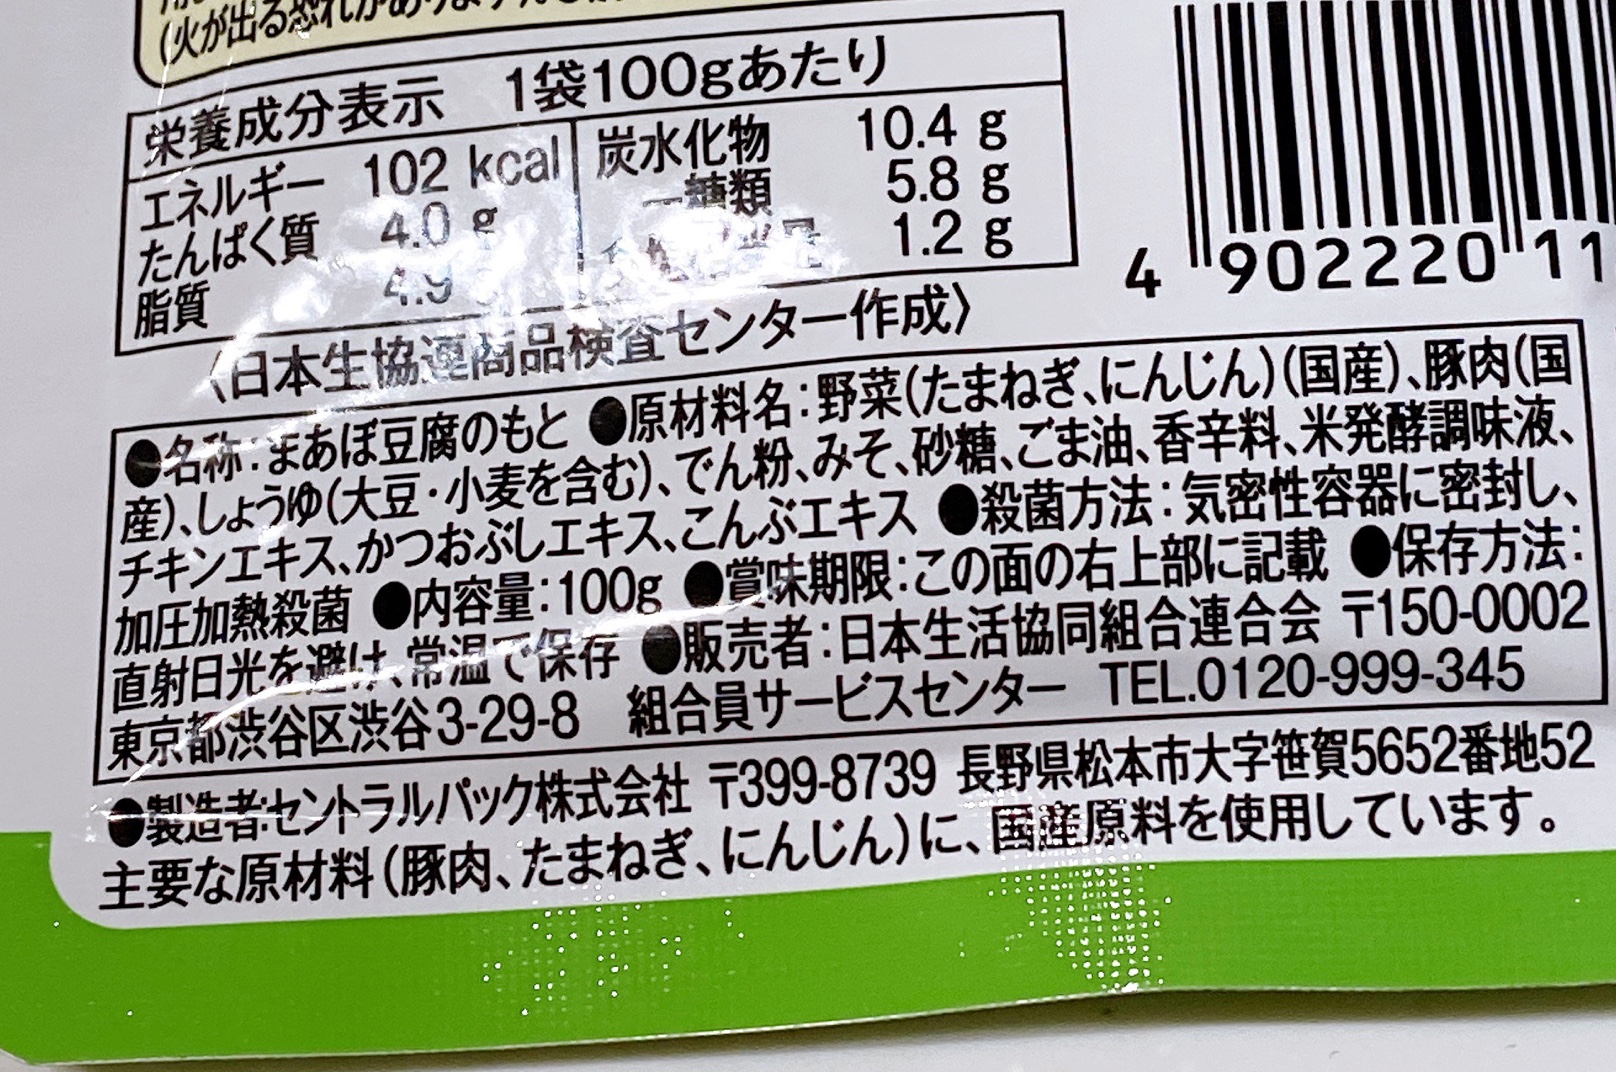 (火が出る恐れがあります
栄養成分表示 1袋100gあたり
エネルギー 102 kcal
たんぱく質 4.0 g
脂質 4.9
炭水化物 10.4 g
糖類 5.8 g
1.2 g
〈日本生協連商品検査センター作成〉
4 902220 11
●名称:まあぼ豆腐のもと ●原材料名:野菜(たまねぎ、にんじん)(国産)、豚肉(国
産)、しょうゆ(大豆・小麦を含む)、でん粉、みそ、砂糖、ごま油、香辛料、米発酵調味液、
チキンエキス、かつおぶしエキス、こんぶエキス ●殺菌方法:気密性容器に密封し、
加圧加熱殺菌 ●内容量:100g ●賞味期限:この面の右上部に記載 ●保存方法:
直射日光を避け、常温で保存 ●販売者:日本生活協同組合連合会 〒150-0002
東京都渋谷区渋谷3-29-8 組合員サービスセンター TEL.0120-999-345
●製造者:セントラルパック株式会社 〒399-8739 長野県松本市大字笹賀5652番地52
主要な原材料(豚肉、たまねぎ、にんじん)に、国産原料を使用しています。